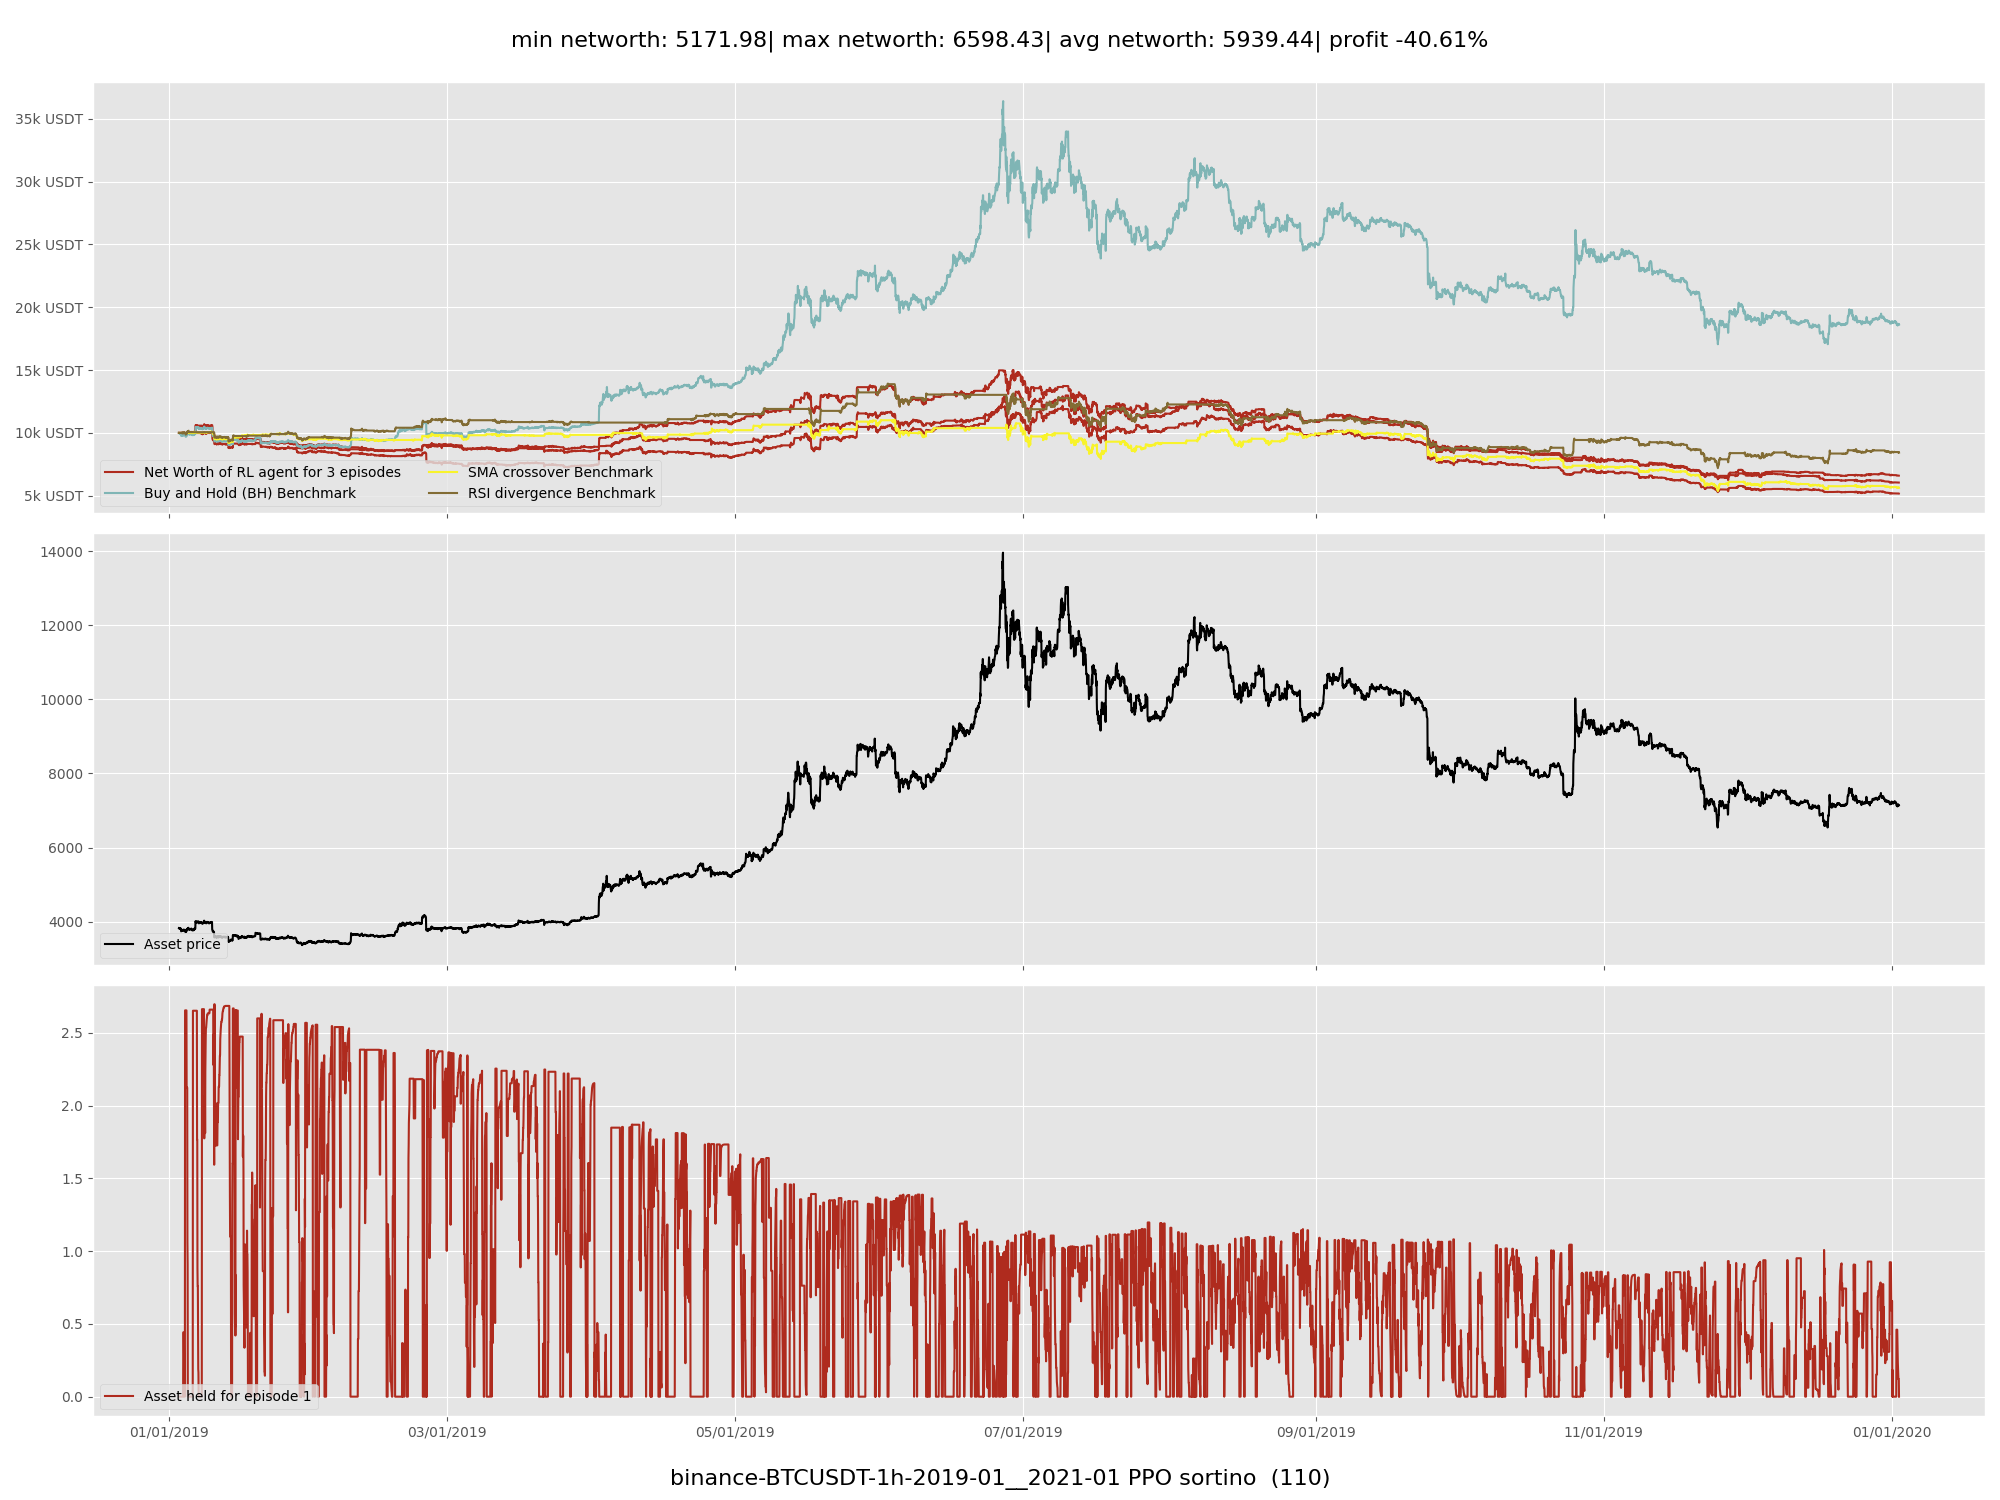 min networth: 5171.98| max networth: 6598.43| avg networth: 5939.44| profit -40.61%
35k USDT
30k USDT
25k USDT
20k USDT
15k USDT
10k USDT
5k USDT
Net Worth of RL agent for 3 episodes
Buy and Hold (BH) Benchmark
SMA crossover Benchmark
RSI divergence Benchmark
14000
12000
10000
8000
6000
4000
Asset price
2.5
2.0
1.5
1.0
0.5
0.0
Asset held for episode 1
01/01/2019 03/01/2019 05/01/2019 07/01/2019 09/01/2019 11/01/2019 01/01/2020
binance-BTCUSDT-1h-2019-01__2021-01 PPO sortino  (110)